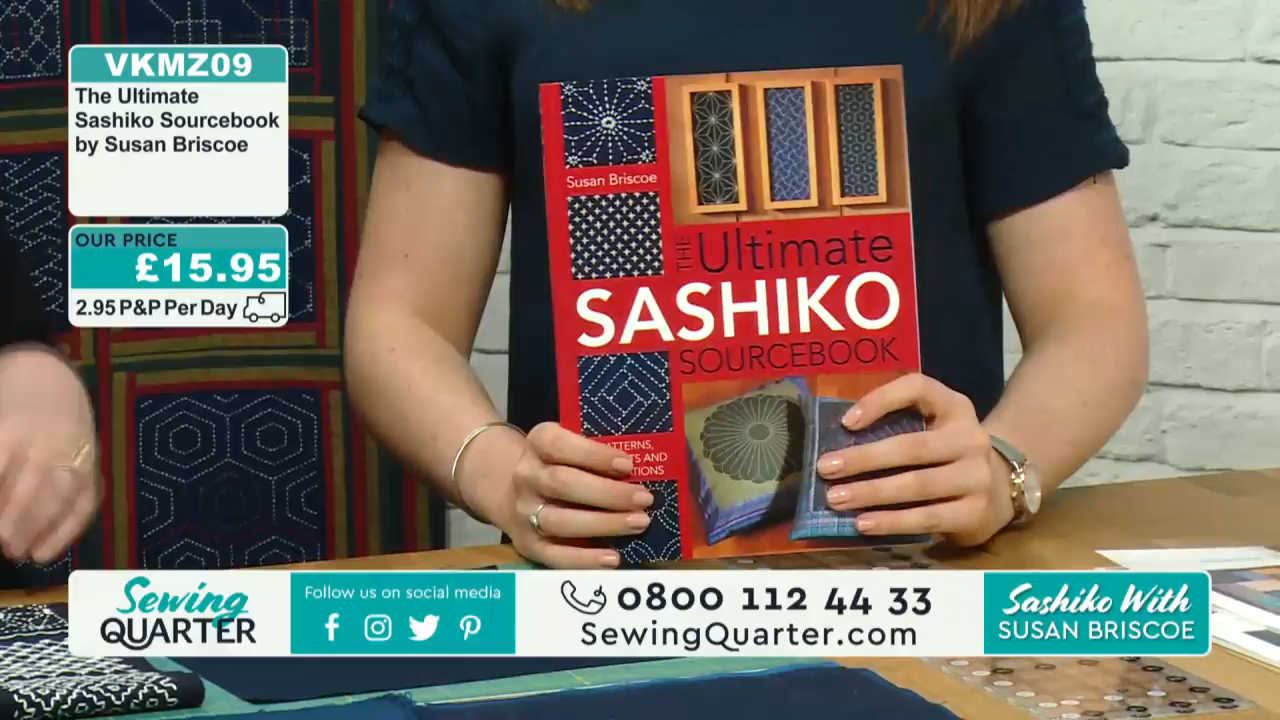 VKMZ09
The Ultimate
Sashiko Sourcebook
by Susan Briscoe
OUR PRICE
£15.95
2.95 P&P Per Day
Susan Briscoe
THE Ultimate
SASHIKO
SOURCEBOOK
Sewing
QUARTER
Follow us on social media
0800 112 44 33
SewingQuarter.com
Sashiko With
SUSAN BRISCOE